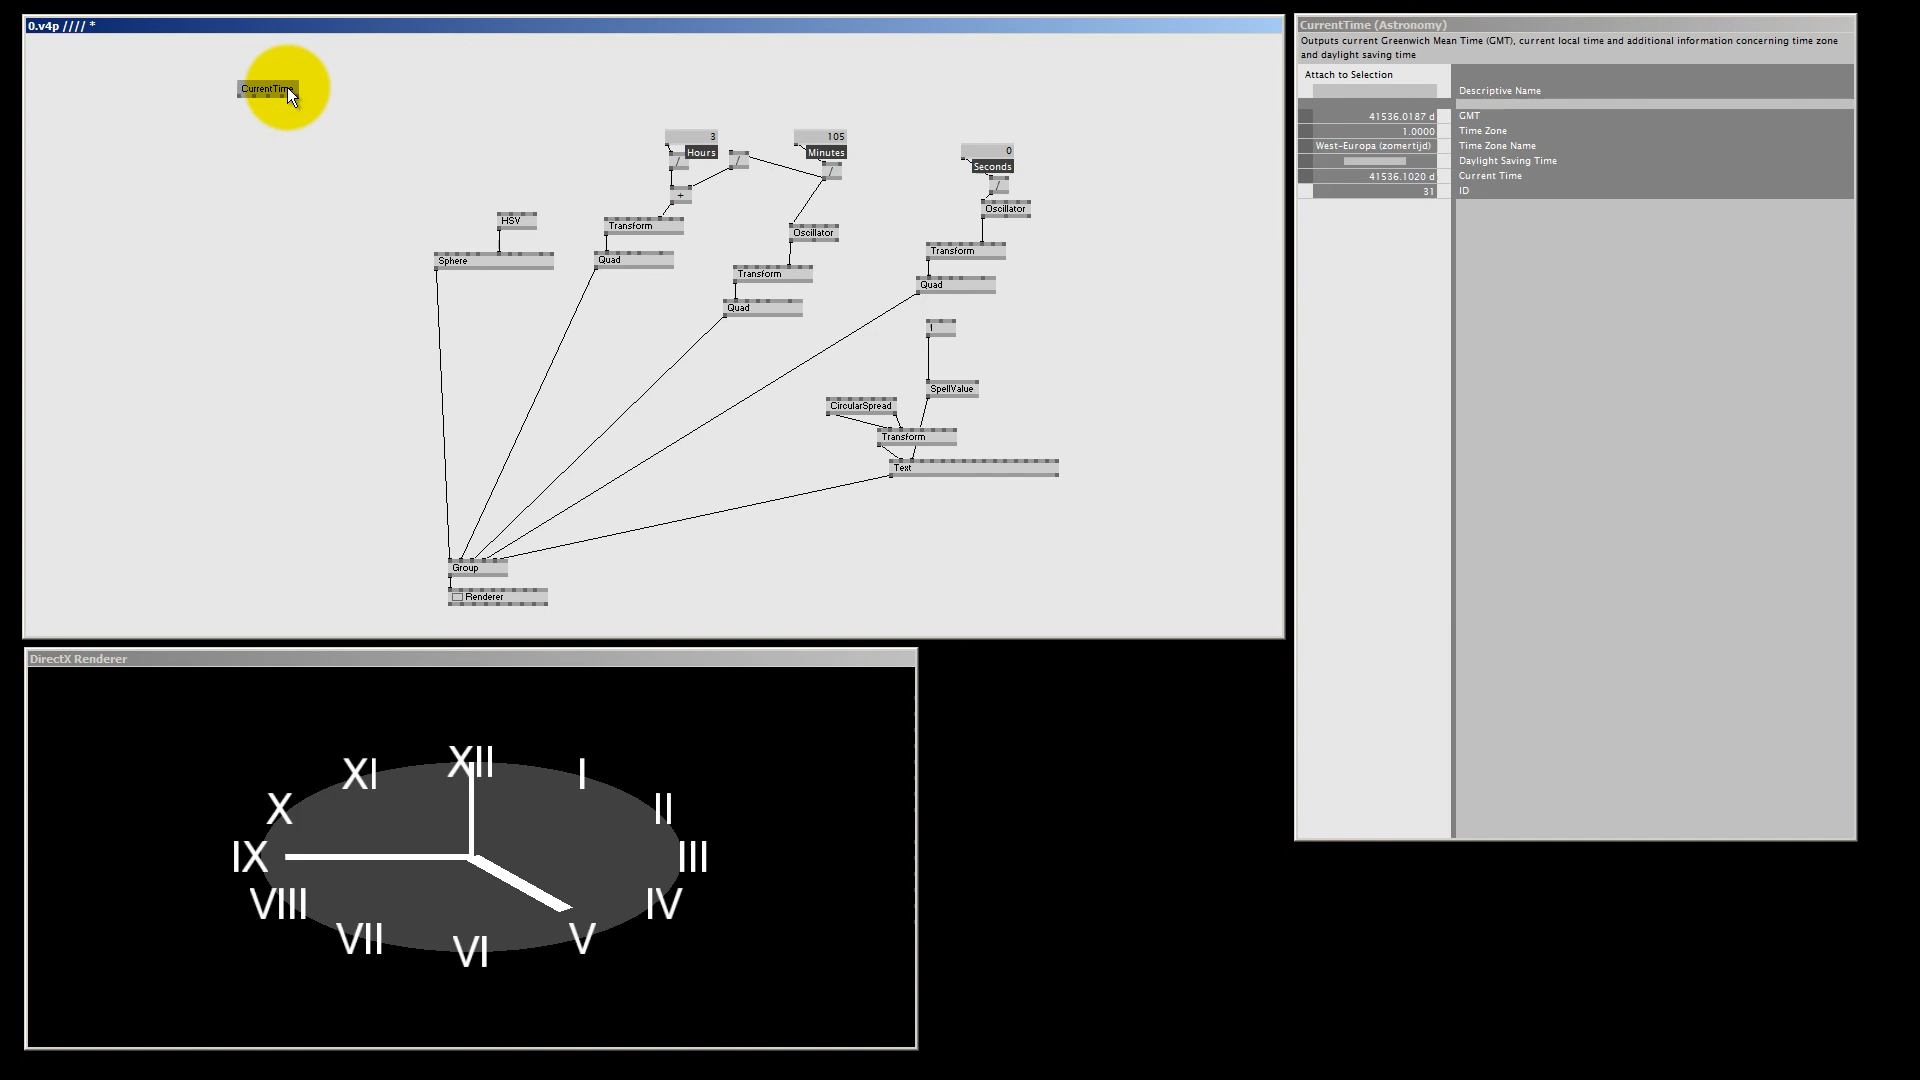 0.v4p //// *
CurrentTime
3
Hours
/
/
105
Minutes
/
0
Seconds
/
+
HSV
Sphere
Transform
Quad
Oscillator
Transform
Quad
Oscillator
Transform
Quad
I
SpellValue
CircularSpread
Transform
Text
Group
Renderer
CurrentTime (Astronomy)
Outputs current Greenwich Mean Time (GMT), current local time and additional information concerning time zone
and daylight saving time
Attach to Selection
Descriptive Name
41536.0187 d GMT
1.0000 Time Zone
West-Europa (zomertijd) Time Zone Name
Daylight Saving Time
41536.1020 d Current Time
31 ID
DirectX Renderer
XII
XI
I
X
II
IX
III
VIII
IV
VII
V
VI